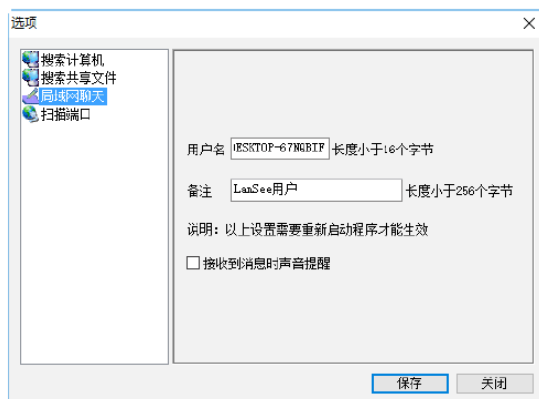 选项
搜索计算机
搜索共享文件
局域网聊天
扫描端口
用户名 DESKTOP-67NQBIF 长度小于16个字节
备注 LanSee用户 长度小于256个字节
说明：以上设置需要重新启动程序才能生效
接收到消息时声音提醒
保存 关闭